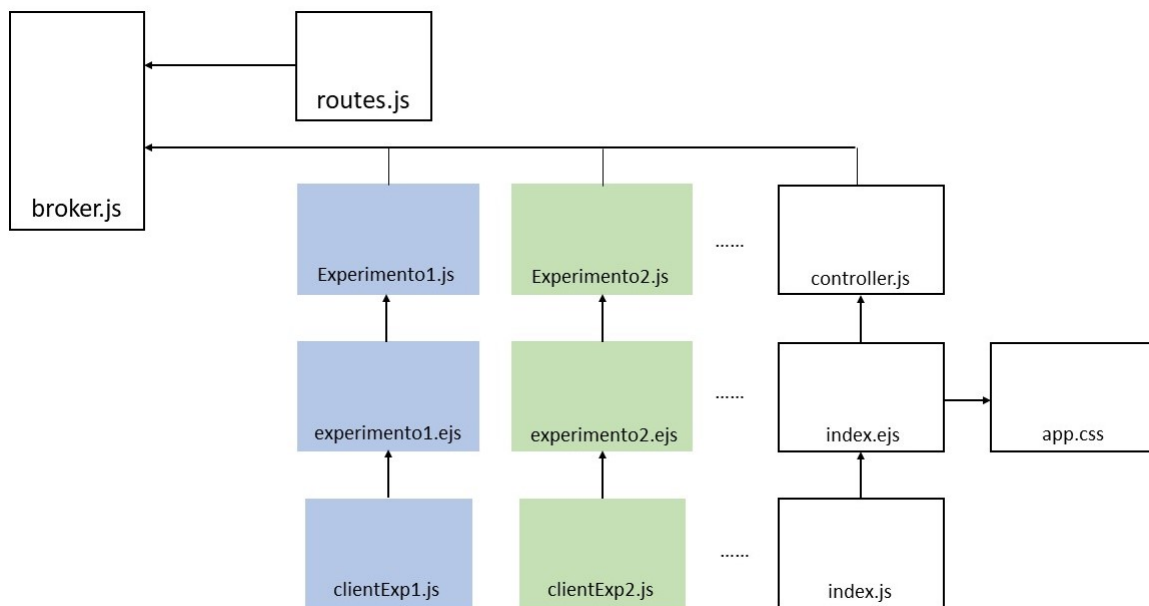 routes.js
broker.js
Experimento1.js
Experimento2.js
......
controller.js
experimento1.ejs
experimento2.ejs
......
index.ejs
app.css
clientExp1.js
clientExp2.js
......
index.js